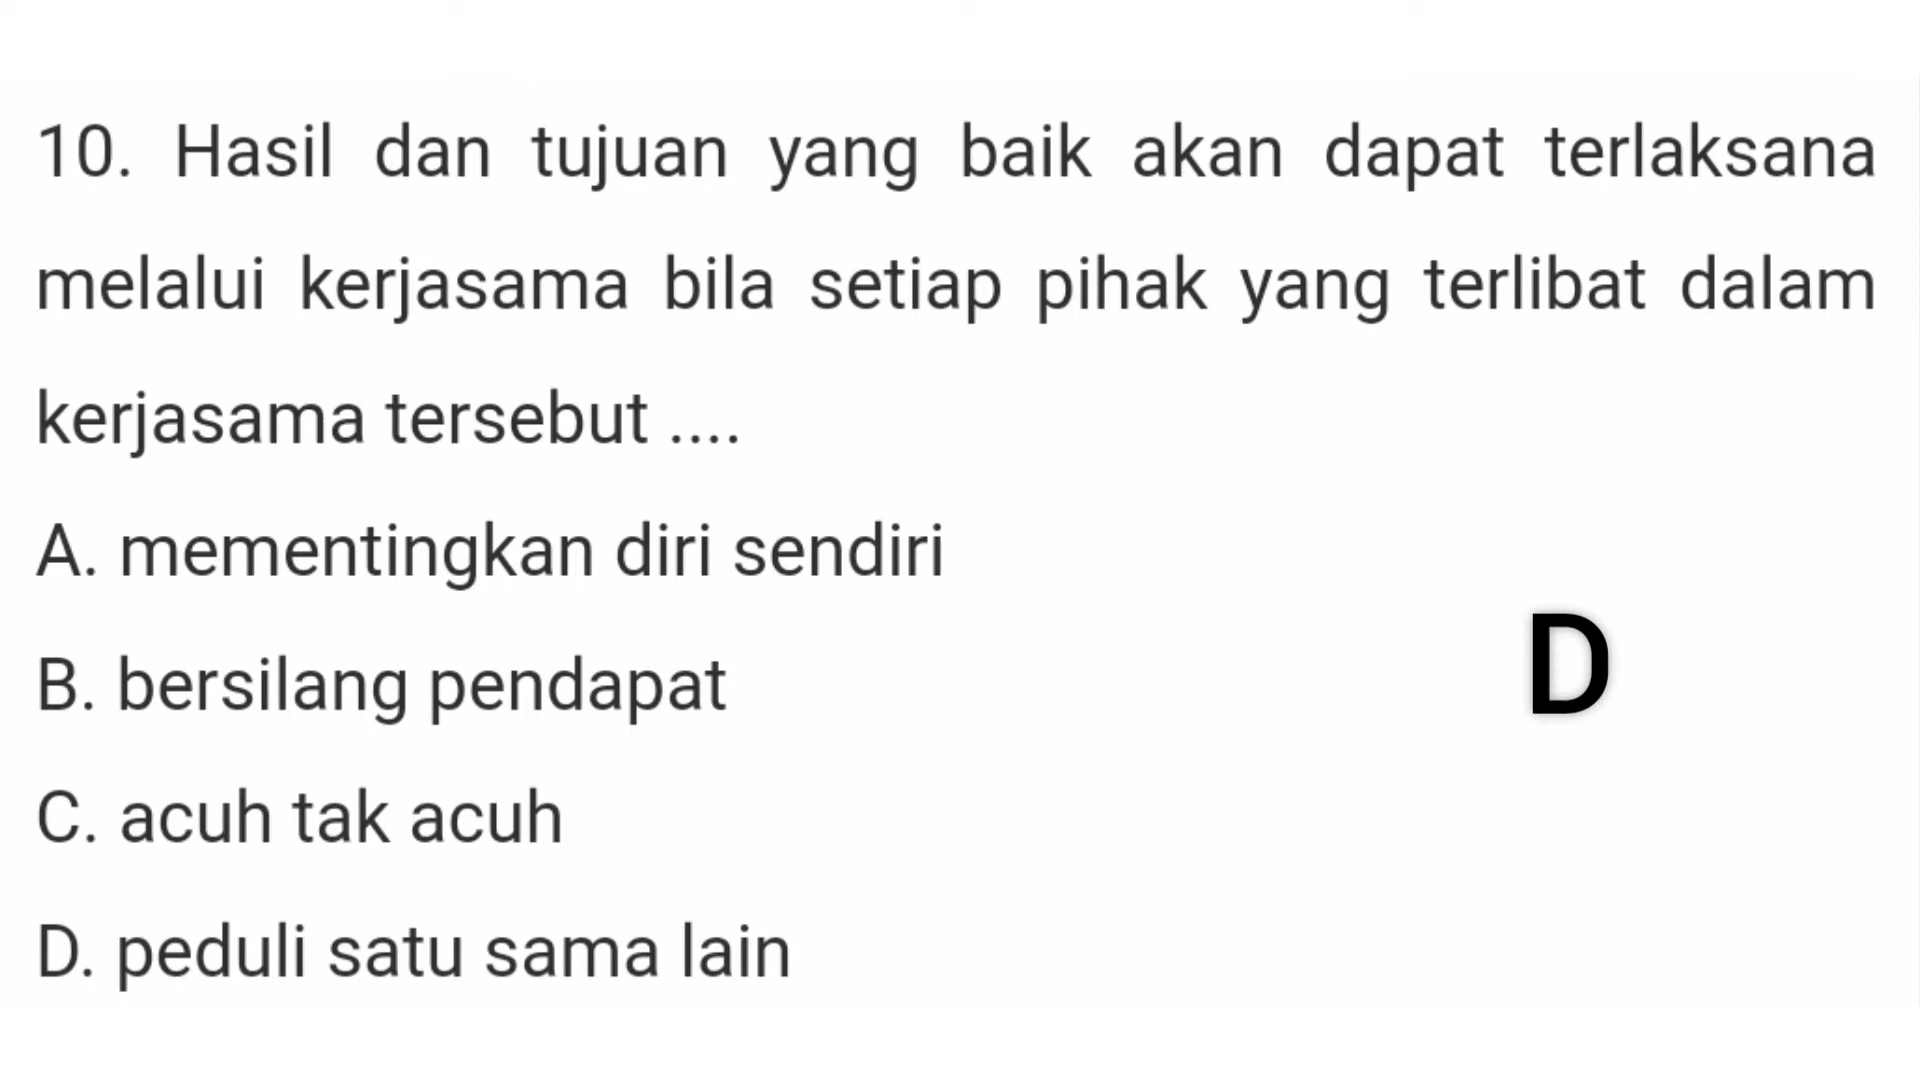 10. Hasil dan tujuan yang baik akan dapat terlaksana
melalui kerjasama bila setiap pihak yang terlibat dalam
kerjasama tersebut ....
A. mementingkan diri sendiri
B. bersilang pendapat
D
C. acuh tak acuh
D. peduli satu sama lain